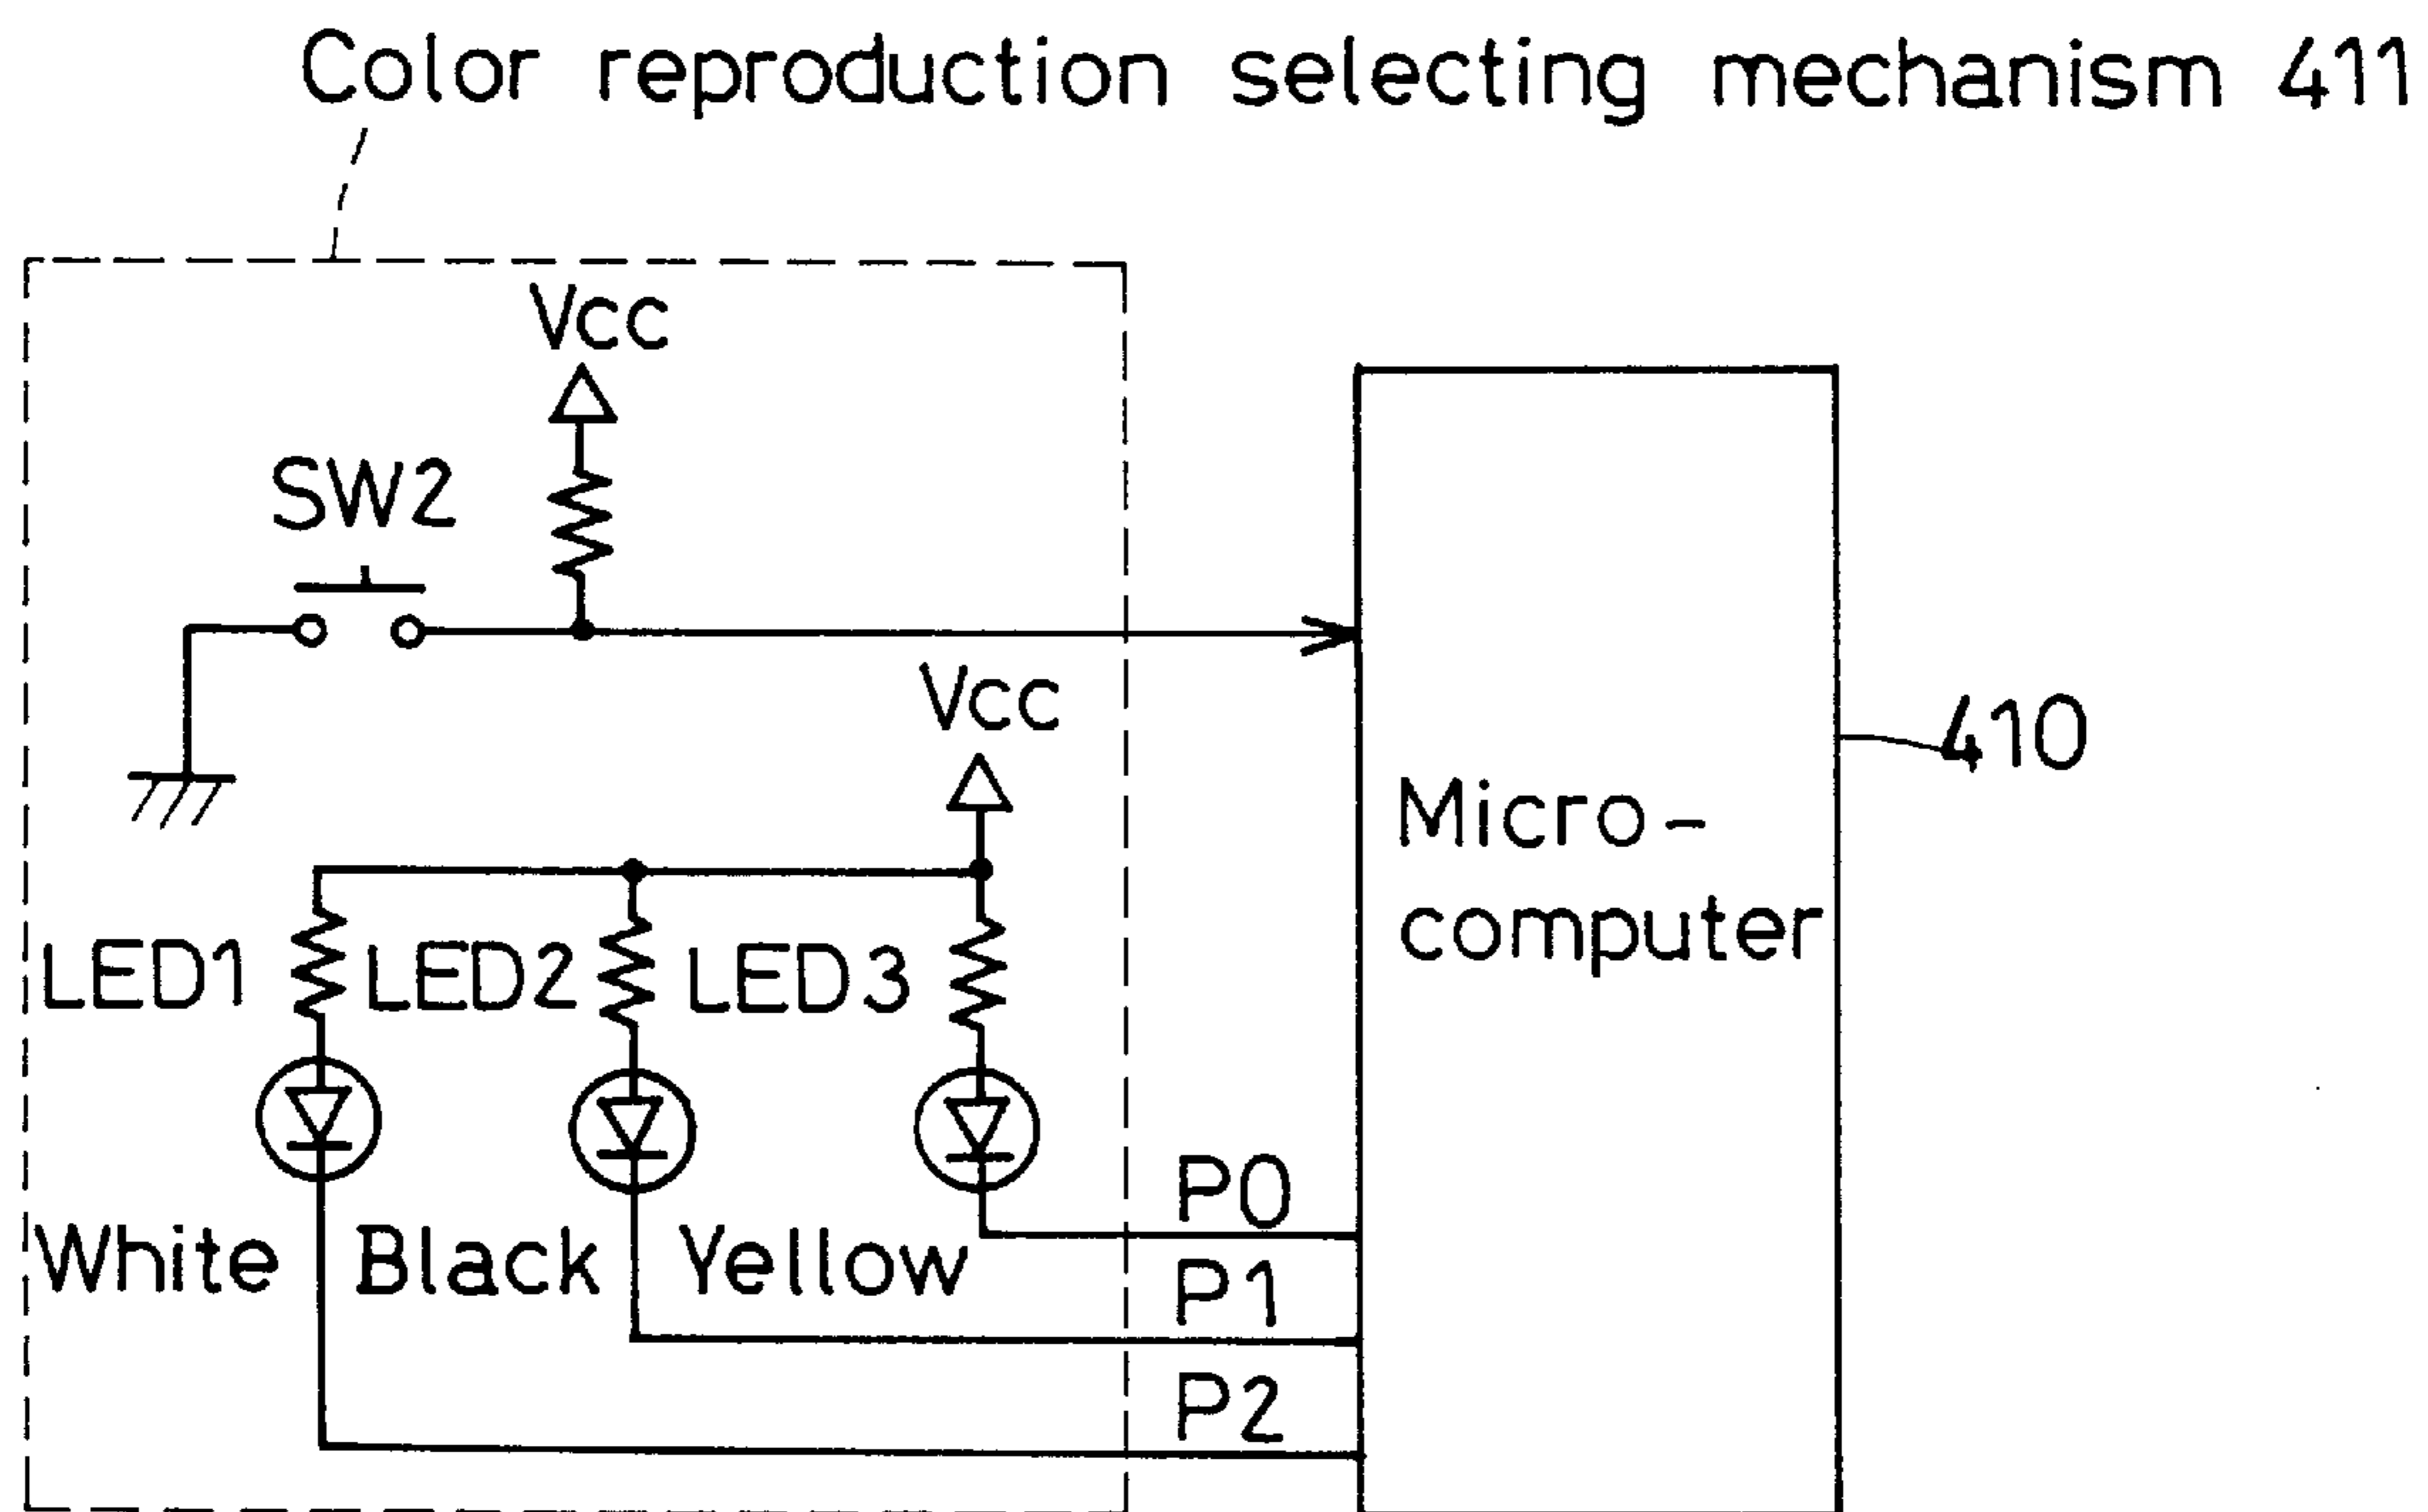 Color reproduction selecting mechanism 411
Vcc
SW2
Vcc
410
Micro-
computer
LED1 LED2 LED3
P0
White Black Yellow
P1
P2